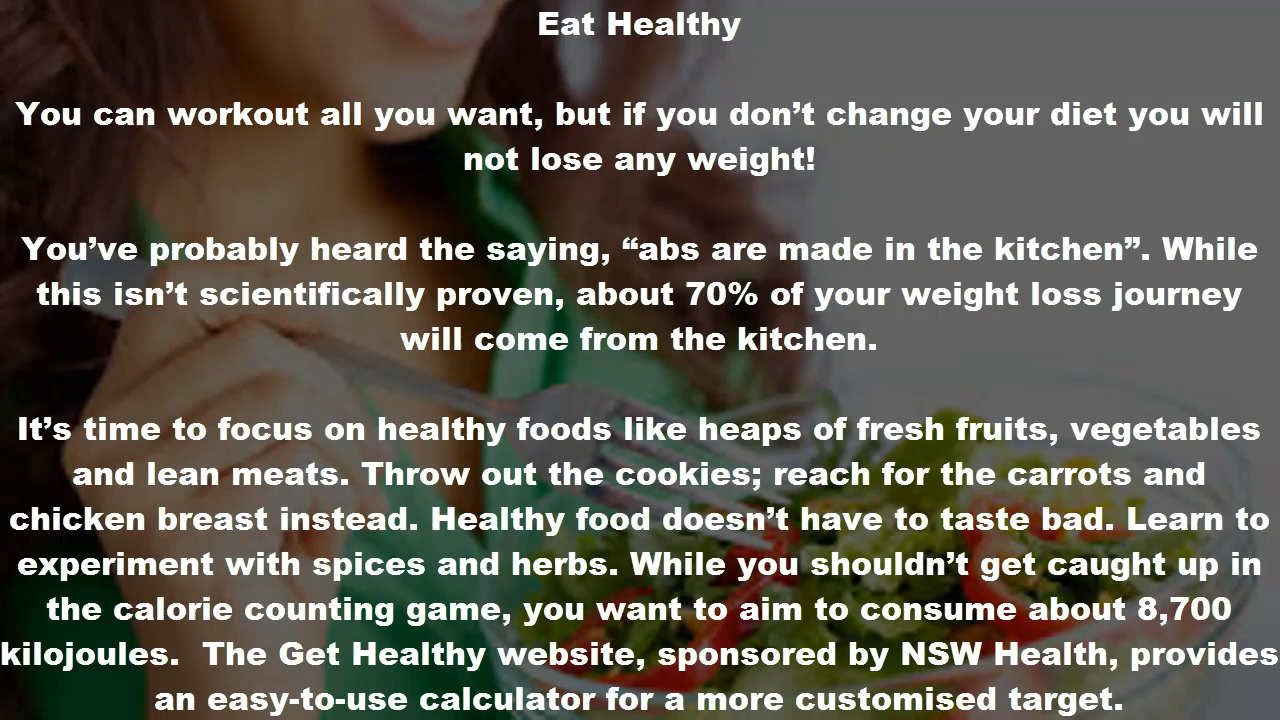 Eat Healthy
You can workout all you want, but if you don’t change your diet you will
not lose any weight!
You’ve probably heard the saying, “abs are made in the kitchen”. While
this isn’t scientifically proven, about 70% of your weight loss journey
will come from the kitchen.
It’s time to focus on healthy foods like heaps of fresh fruits, vegetables
and lean meats. Throw out the cookies; reach for the carrots and
chicken breast instead. Healthy food doesn’t have to taste bad. Learn to
experiment with spices and herbs. While you shouldn’t get caught up in
the calorie counting game, you want to aim to consume about 8,700
kilojoules.  The Get Healthy website, sponsored by NSW Health, provides
an easy-to-use calculator for a more customised target.